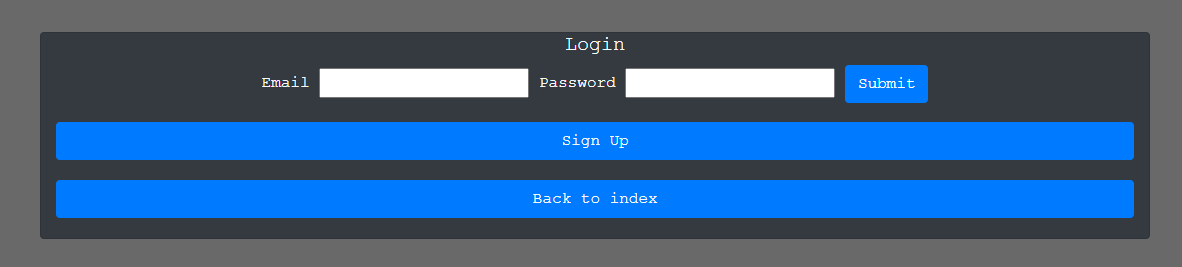 Login
Email Password Submit
Sign Up
Back to index